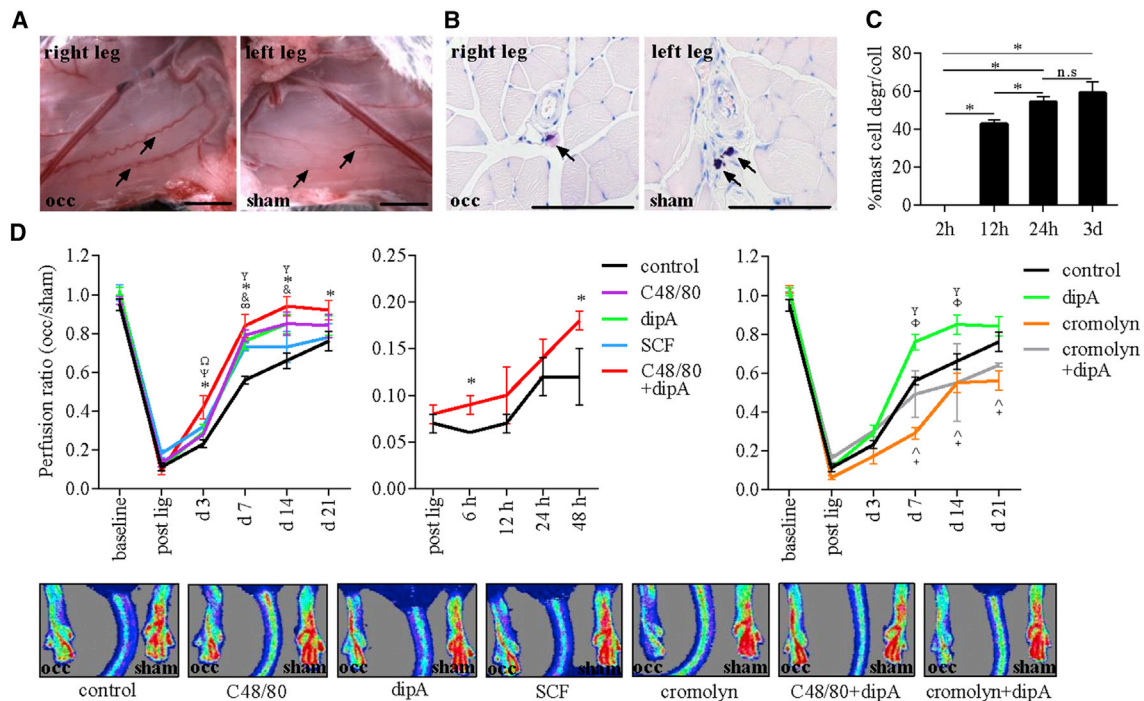 A
right leg
left leg
occ
sham
B
right leg
left leg
occ
sham
C
%mast cell degr/coll
80
60
40
20
0
*
*
n.s
*
*
2h
12h
24h
3d
D
Perfusion ratio (occ/sham)
1.2
1.0
0.8
0.6
0.4
0.2
0.0
Ω
Ψ
*
Υ
*
&
8
Υ
*
&
*
baseline
post lig
d 3
d 7
d 14
d 21
0.25
0.20
0.15
0.10
0.05
0.00
*
*
post lig
6 h
12 h
24 h
48 h
control
C48/80
dipA
SCF
C48/80
+dipA
1.2
1.0
0.8
0.6
0.4
0.2
0.0
Υ
Φ
Υ
Φ
^
+
^
+
^
+
baseline
post lig
d 3
d 7
d 14
d 21
control
dipA
cromolyn
cromolyn
+dipA
occ sham
control
occ sham
C48/80
occ sham
dipA
occ sham
SCF
occ sham
cromolyn
occ sham
C48/80+dipA
occ sham
cromolyn+dipA